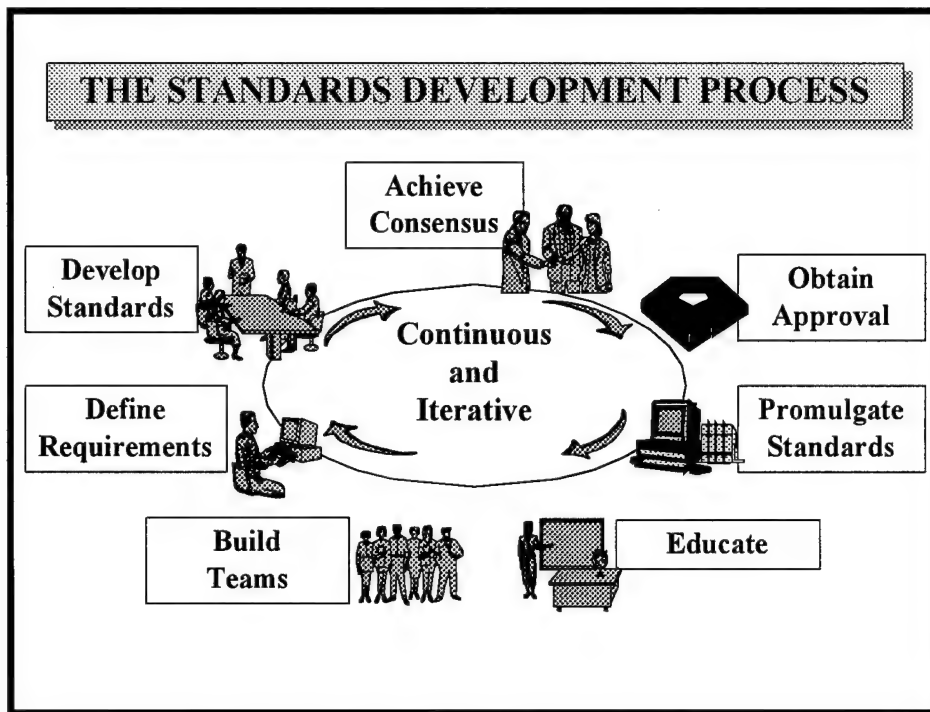 THE STANDARDS DEVELOPMENT PROCESS
Achieve
Consensus
Develop
Standards
Obtain
Approval
Continuous
and
Iterative
Define
Requirements
Promulgate
Standards
Build
Teams
Educate